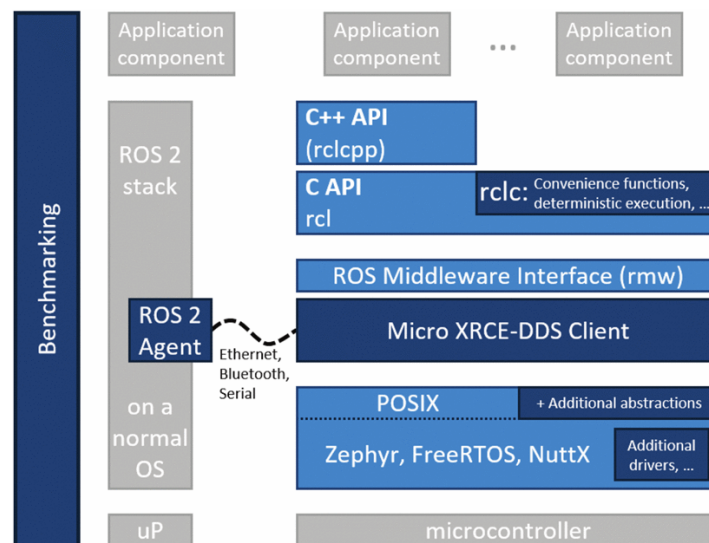 Benchmarking
Application
component
Application
component
...
Application
component
ROS 2
stack
C++ API
(rclcpp)
C API
rcl
rclc: Convenience functions,
deterministic execution, ...
ROS Middleware Interface (rmw)
ROS 2
Agent
Ethernet,
Bluetooth,
Serial
Micro XRCE-DDS Client
on a
normal
OS
POSIX
+ Additional abstractions
Zephyr, FreeRTOS, NuttX
Additional
drivers, ...
uP
microcontroller